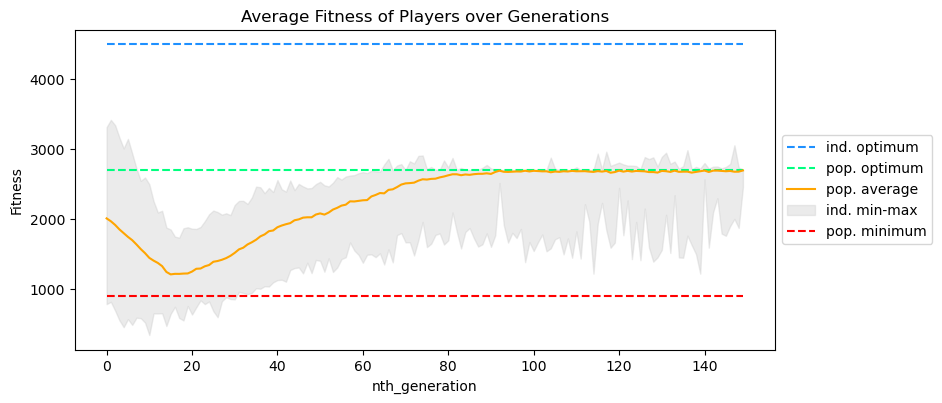 Average Fitness of Players over Generations
Fitness
4000
3000
2000
1000
0 20 40 60 80 100 120 140
nth_generation
ind. optimum
pop. optimum
pop. average
ind. min-max
pop. minimum